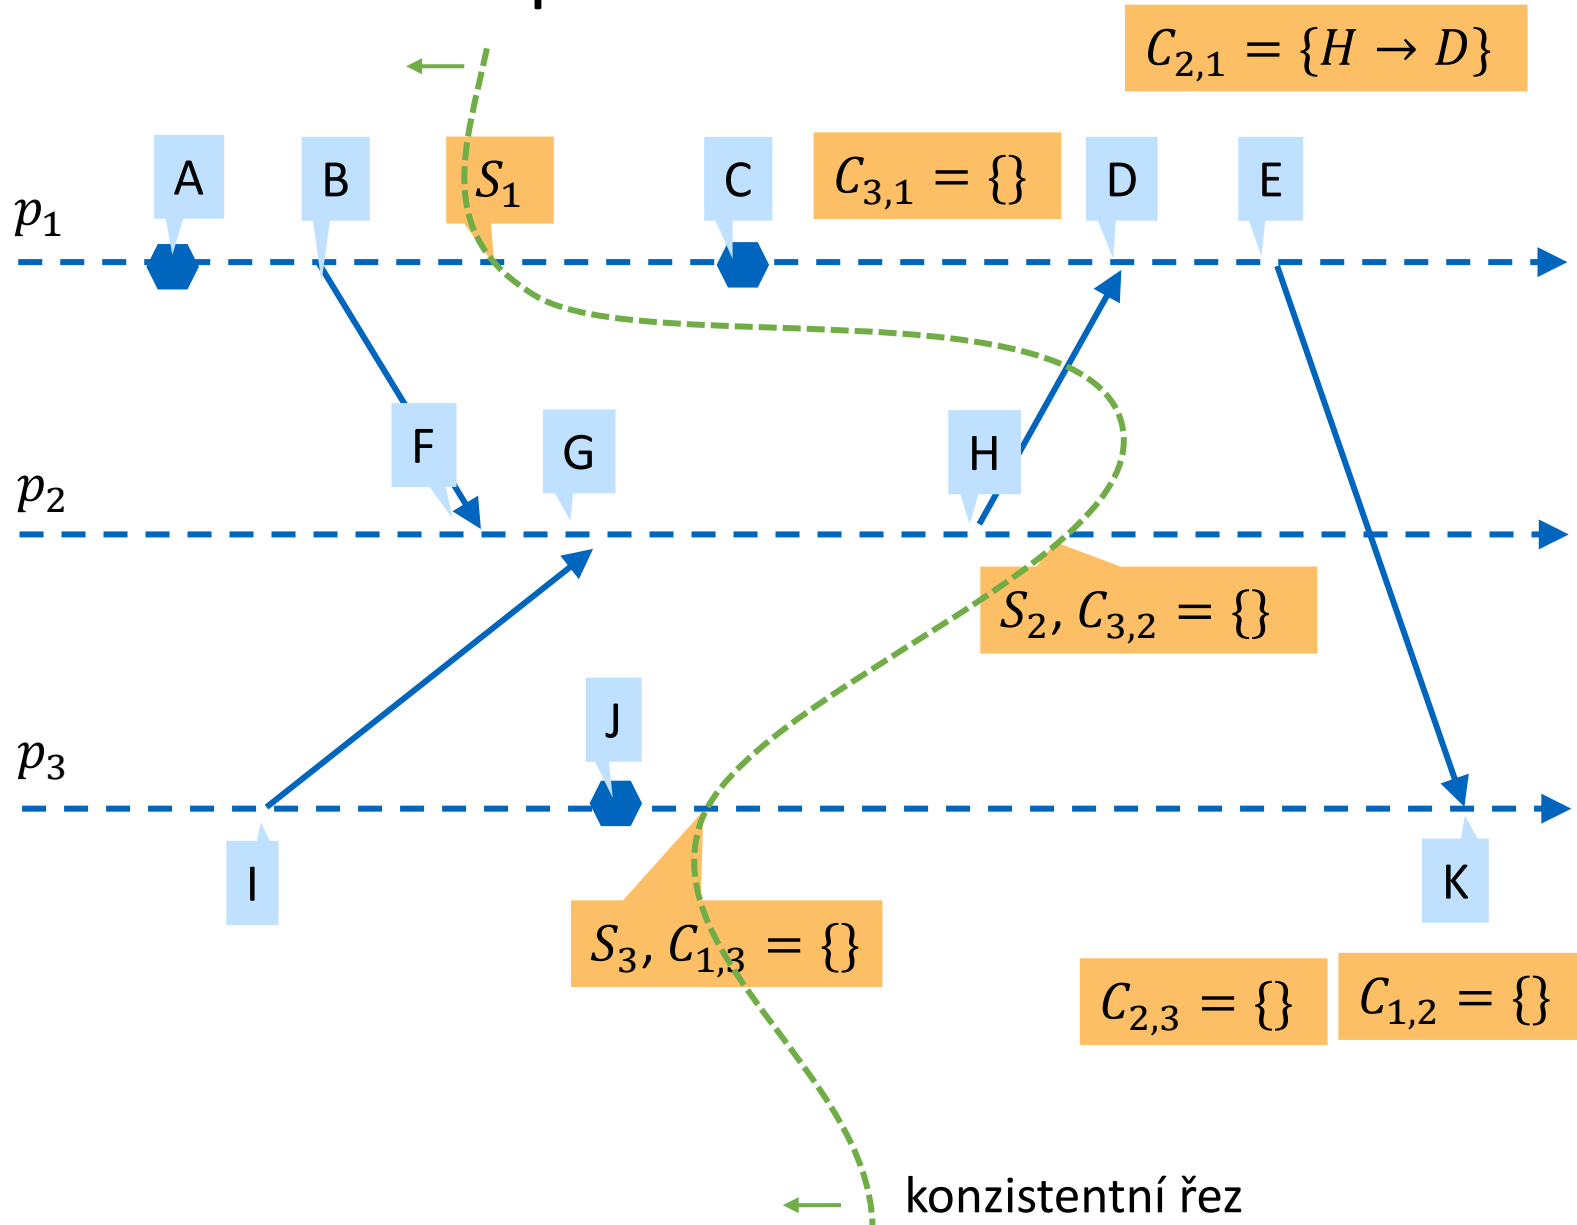 C₂,₁ = {H → D}
A
B
S₁
C
C₃,₁ = {}
D
E
p₁
F
G
H
p₂
S₂, C₃,₂ = {}
J
p₃
I
K
S₃, C₁,₃ = {}
C₂,₃ = {}
C₁,₂ = {}
konzistentní řez